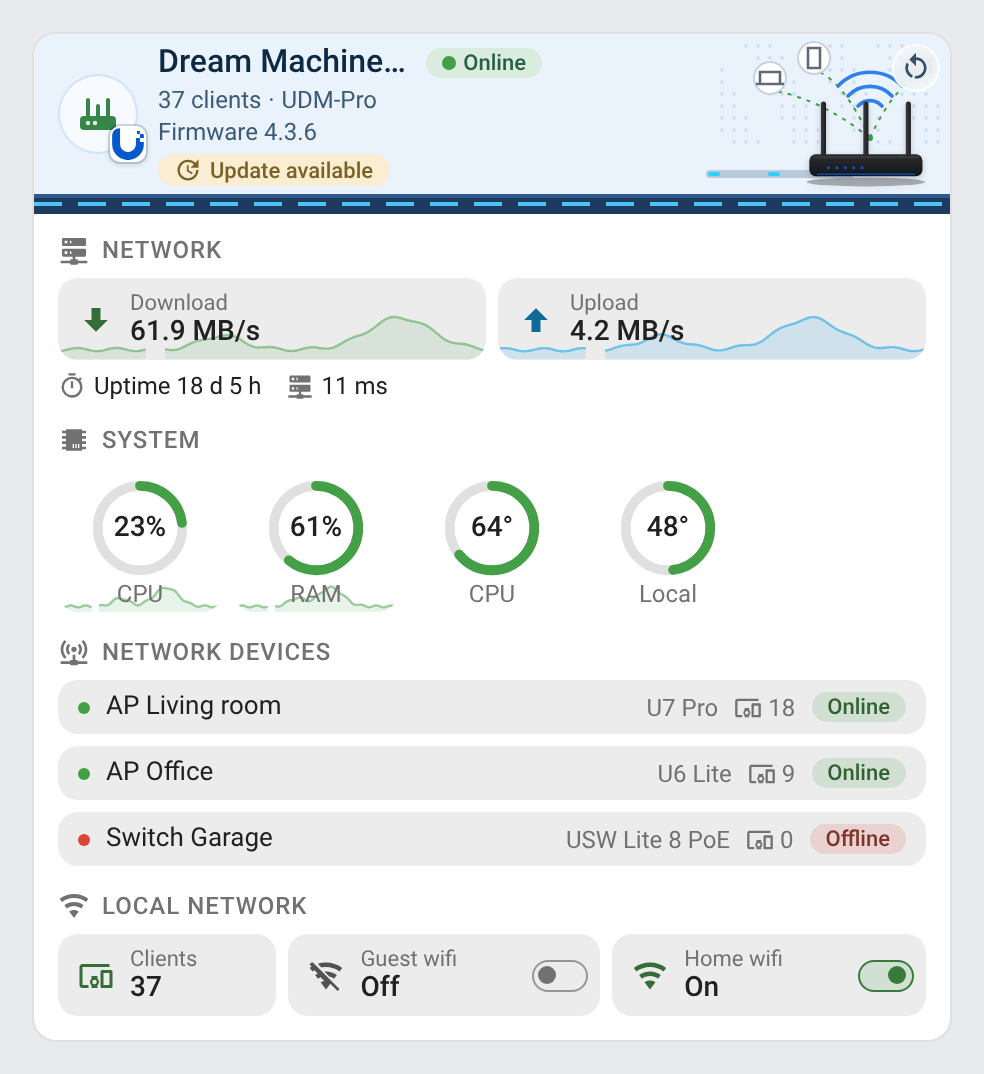 Dream Machine...
Online
37 clients · UDM-Pro
Firmware 4.3.6
Update available
NETWORK
Download
61.9 MB/s
Upload
4.2 MB/s
Uptime 18 d 5 h
11 ms
SYSTEM
23%
CPU
61%
RAM
64°
CPU
48°
Local
NETWORK DEVICES
AP Living room
U7 Pro
18
Online
AP Office
U6 Lite
9
Online
Switch Garage
USW Lite 8 PoE
0
Offline
LOCAL NETWORK
Clients
37
Guest wifi
Off
Home wifi
On